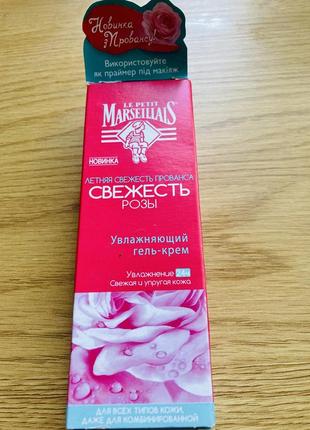 Новинка
з Провансу!
Використовуйте
як праймер під макіяж
LE PETIT
MARSEILLAIS
НОВИНКА
ЛЕТНЯЯ СВЕЖЕСТЬ ПРОВАНСА
СВЕЖЕСТЬ
РОЗЫ
Увлажняющий
гель-крем
Увлажнение 24ч
Свежая и упругая кожа
ДЛЯ ВСЕХ ТИПОВ КОЖИ,
ДАЖЕ ДЛЯ КОМБИНИРОВАННОЙ